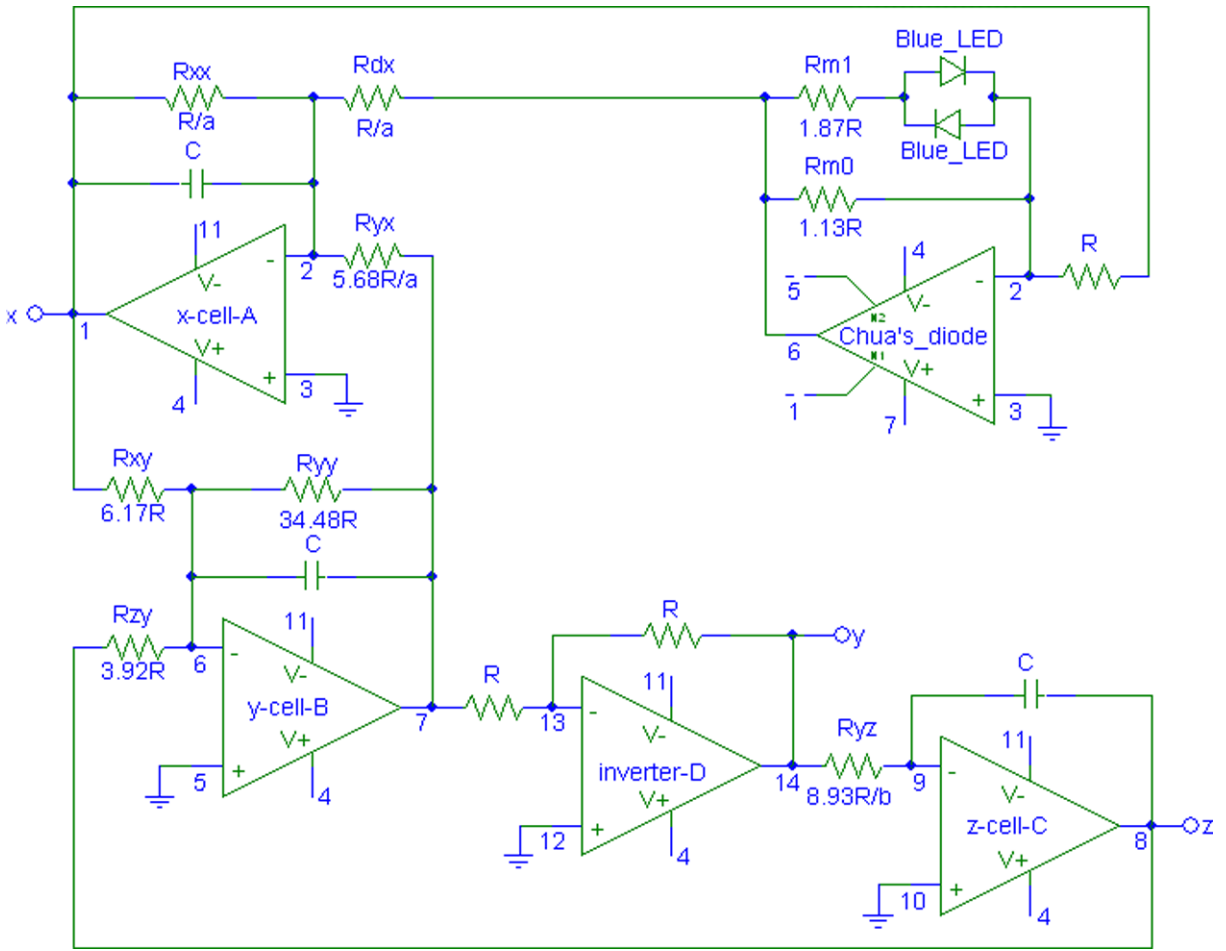 Blue_LED
Rxx
Rdx
Rm1
R/a
R/a
1.87R
C
Blue_LED
Rm0
11
Ryx
1.13R
R
-
2
5.68R/a
4
V-
-
5
V-
-
2
x
1
x-cell-A
N2
Chua's_diode
V+
6
N1
V+
+
3
-
1
+
3
4
7
Rxy
Ryy
6.17R
34.48R
C
Rzy
11
R
y
3.92R
6
-
V-
R
11
C
y-cell-B
7
13
-
V-
Ryz
11
V+
inverter-D
14
9
-
V-
5
+
4
V+
8.93R/b
z-cell-C
z
12
+
8
4
V+
10
+
4